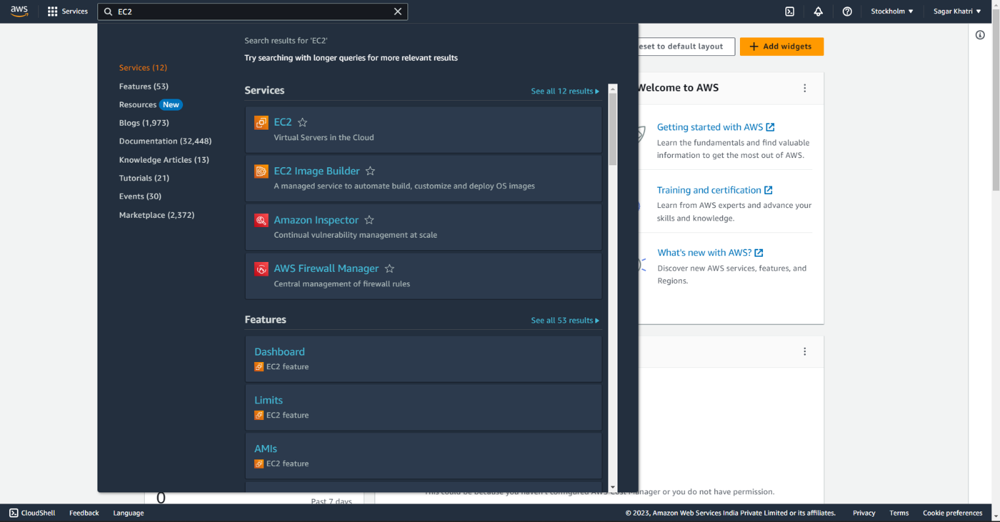 aws
Services
EC2
Stockholm
Sagar Khatri
Search results for 'EC2'
Try searching with longer queries for more relevant results
Services (12)
Features (53)
Resources New
Blogs (1,973)
Documentation (32,448)
Knowledge Articles (13)
Tutorials (21)
Events (30)
Marketplace (2,372)
Services
See all 12 results
EC2
Virtual Servers in the Cloud
EC2 Image Builder
A managed service to automate build, customize and deploy OS images
Amazon Inspector
Continual vulnerability management at scale
AWS Firewall Manager
Central management of firewall rules
Features
See all 53 results
Dashboard
EC2 feature
Limits
EC2 feature
AMIs
EC2 feature
eset to default layout
Add widgets
Welcome to AWS
Getting started with AWS
Learn the fundamentals and find valuable
information to get the most out of AWS.
Training and certification
Learn from AWS experts and advance your
skills and knowledge.
What's new with AWS?
Discover new AWS services, features, and
Regions.
0
Past 7 days
This could be because you haven't configured AWS Cost Manager or you do not have permission.
CloudShell
Feedback
Language
© 2023, Amazon Web Services India Private Limited or its affiliates.
Privacy
Terms
Cookie preferences